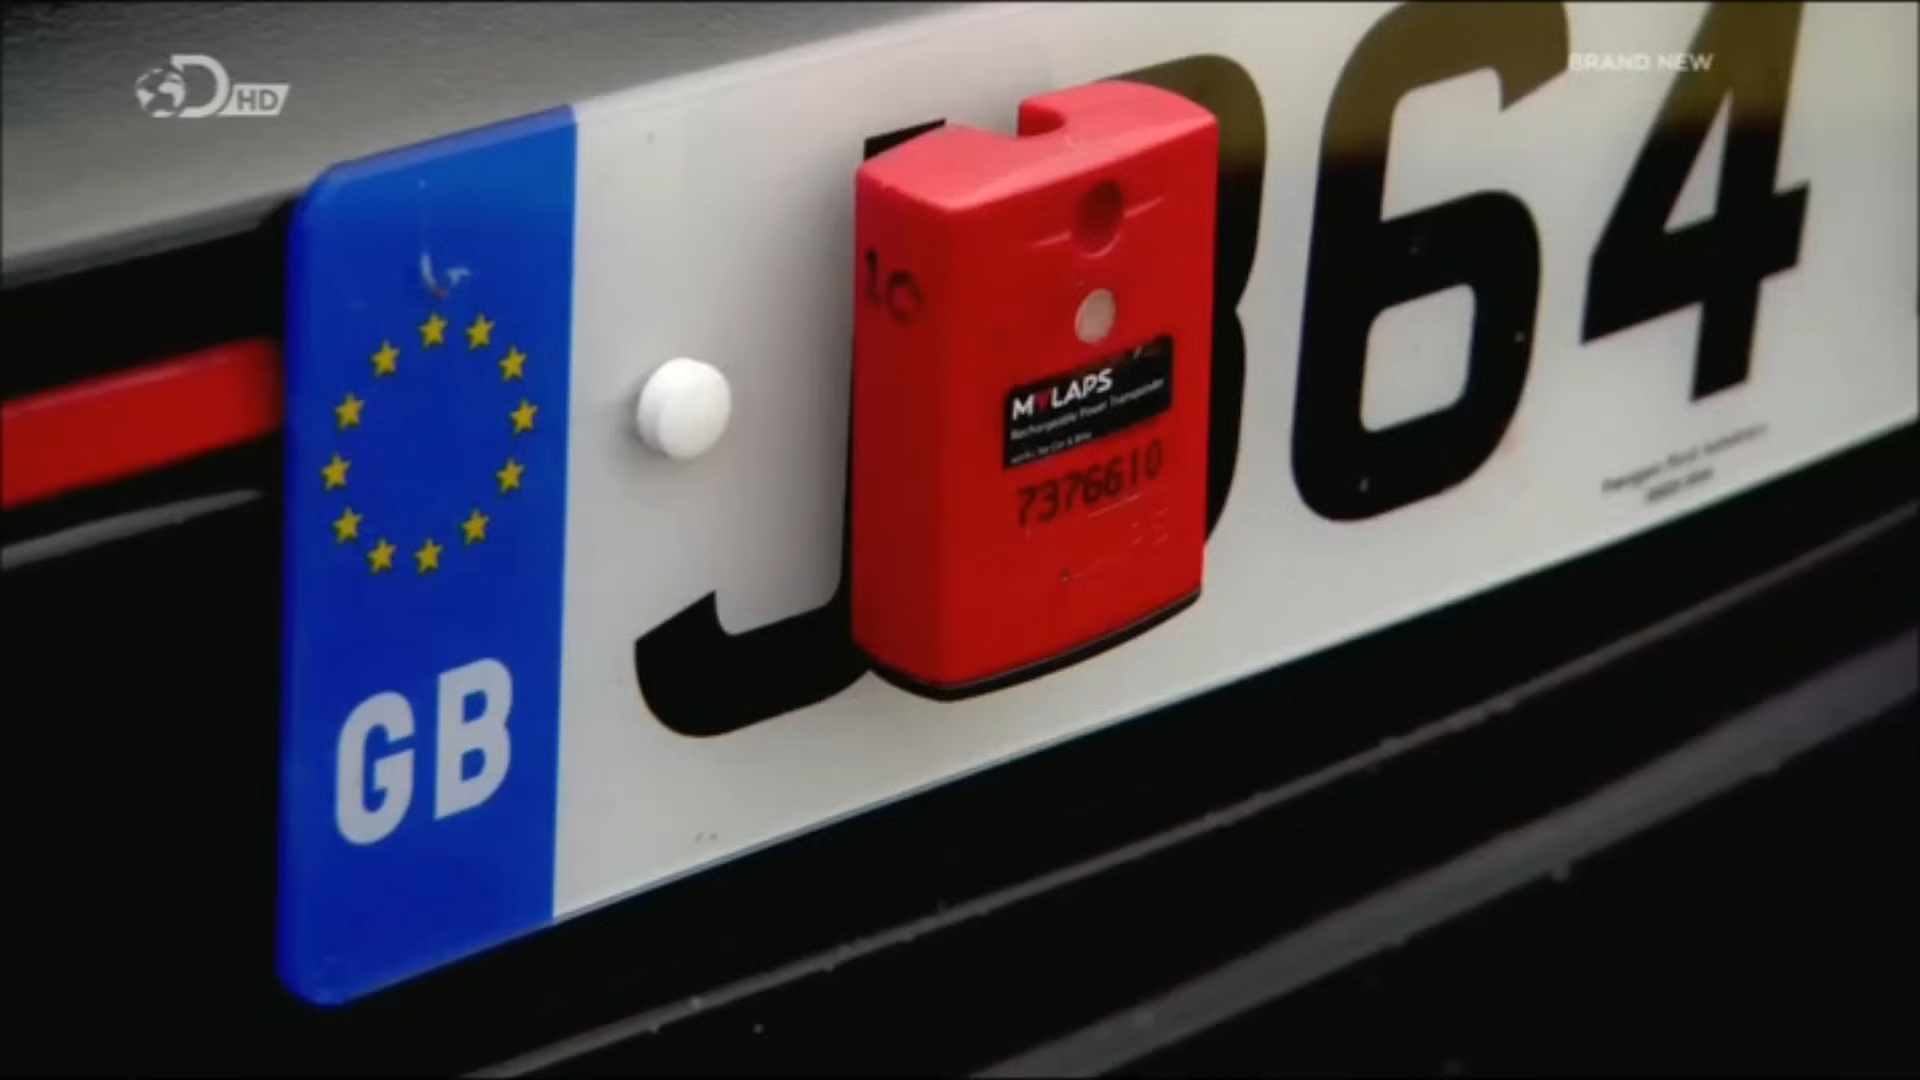 D HD
BRAND NEW
10
MYLAPS
Rechargeable Power Transponder
7376610
J 64
GB